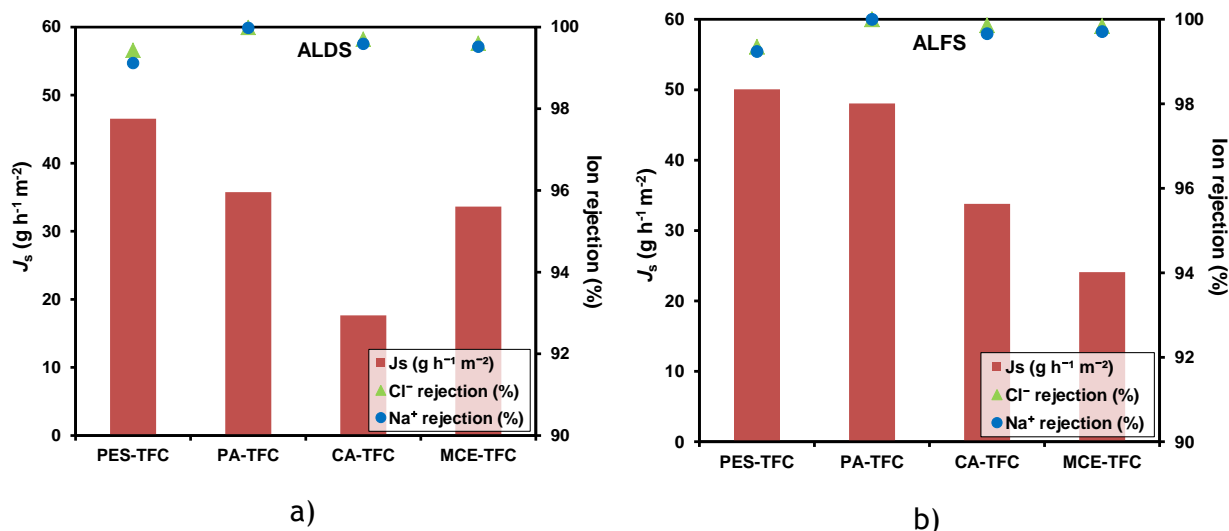 ALDS
60
50
40
30
20
10
0
J_s (g h⁻¹ m⁻²)
100
98
96
94
92
90
Ion rejection
(%)
Js (g h⁻¹ m⁻²)
Cl⁻ rejection (%)
Na⁺ rejection (%)
PES-TFC PA-TFC CA-TFC MCE-TFC
a)
ALFS
60
50
40
30
20
10
0
J_s (g h⁻¹ m⁻²)
100
98
96
94
92
90
Ion rejection
(%)
Js (g h⁻¹ m⁻²)
Cl⁻ rejection (%)
Na⁺ rejection (%)
PES-TFC PA-TFC CA-TFC MCE-TFC
b)